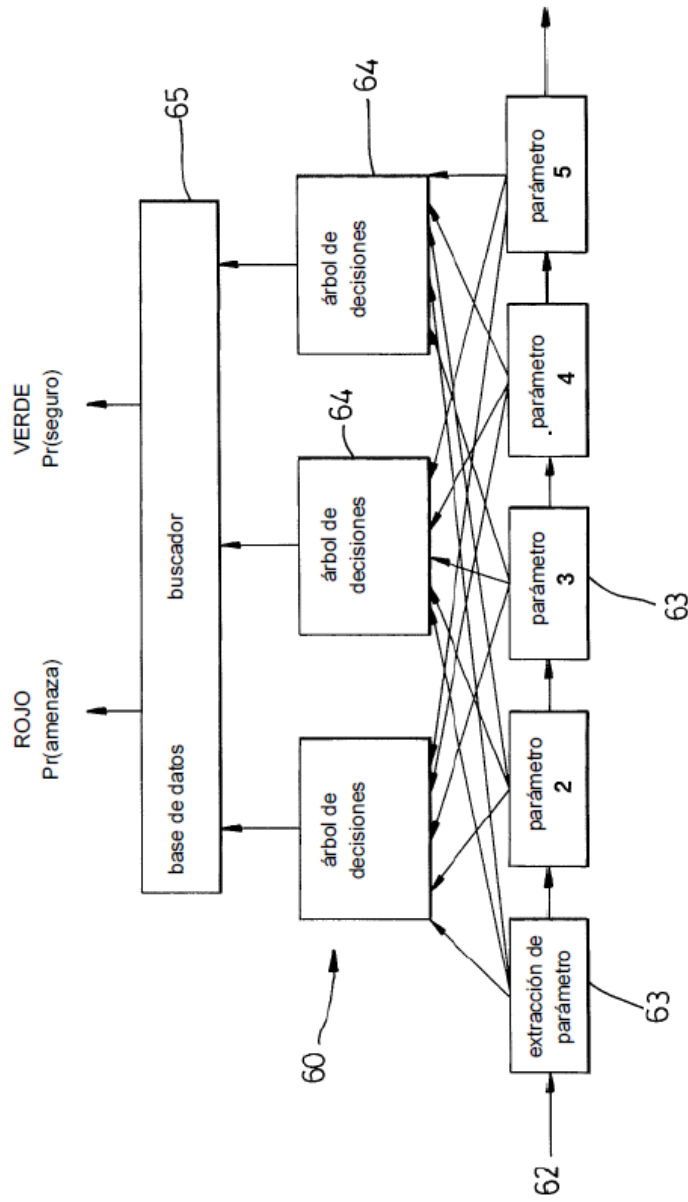 ROJO
Pr(amenaza)
VERDE
Pr(seguro)
base de datos
buscador
65
árbol de
decisiones
árbol de
decisiones
64
árbol de
decisiones
64
60
62
extracción de
parámetro
63
parámetro
2
parámetro
3
63
parámetro
4
parámetro
5